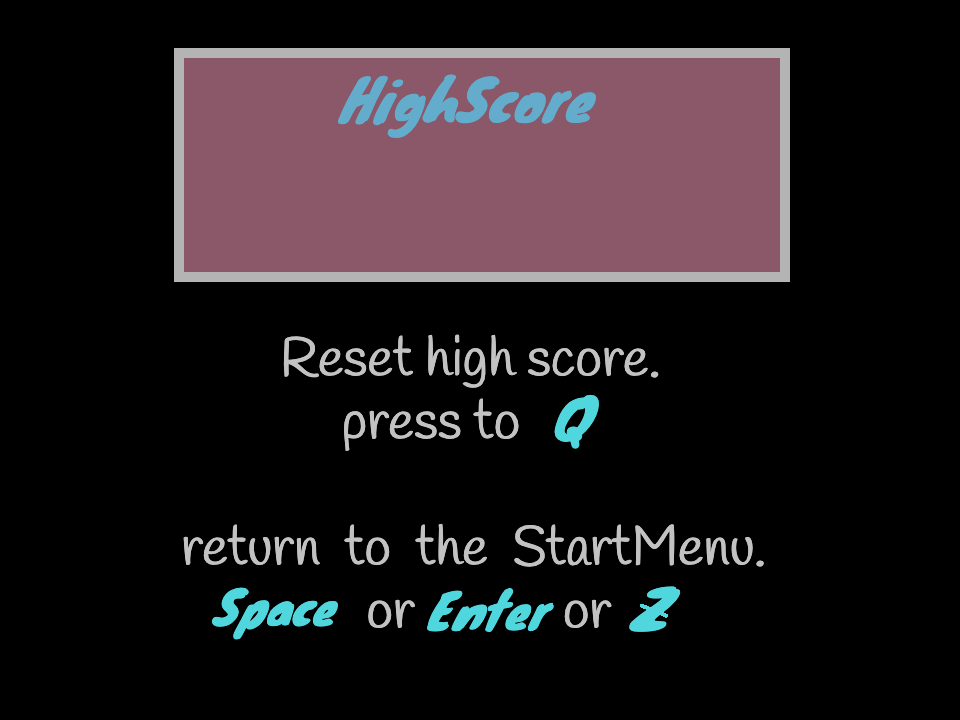 HighScore
Reset high score.
press to Q
return to the StartMenu.
Space or Enter or Z